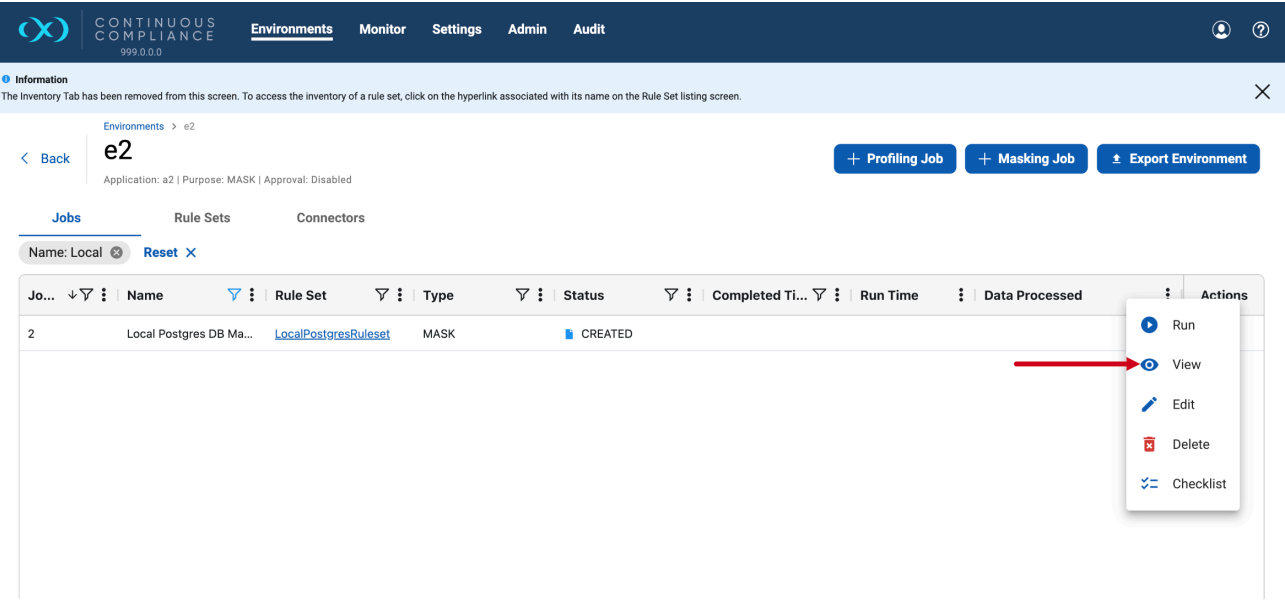 CONTINUOUS
COMPLIANCE
999.0.0.0
Environments Monitor Settings Admin Audit
Information
The Inventory Tab has been removed from this screen. To access the inventory of a rule set, click on the hyperlink associated with its name on the Rule Set listing screen.
Environments > e2
Back
e2
Application: a2 | Purpose: MASK | Approval: Disabled
+ Profiling Job + Masking Job Export Environment
Jobs Rule Sets Connectors
Name: Local Reset
Jo... Name Rule Set Type Status Completed Ti... Run Time Data Processed Actions
2 Local Postgres DB Ma... LocalPostgresRuleset MASK CREATED
Run
View
Edit
Delete
Checklist